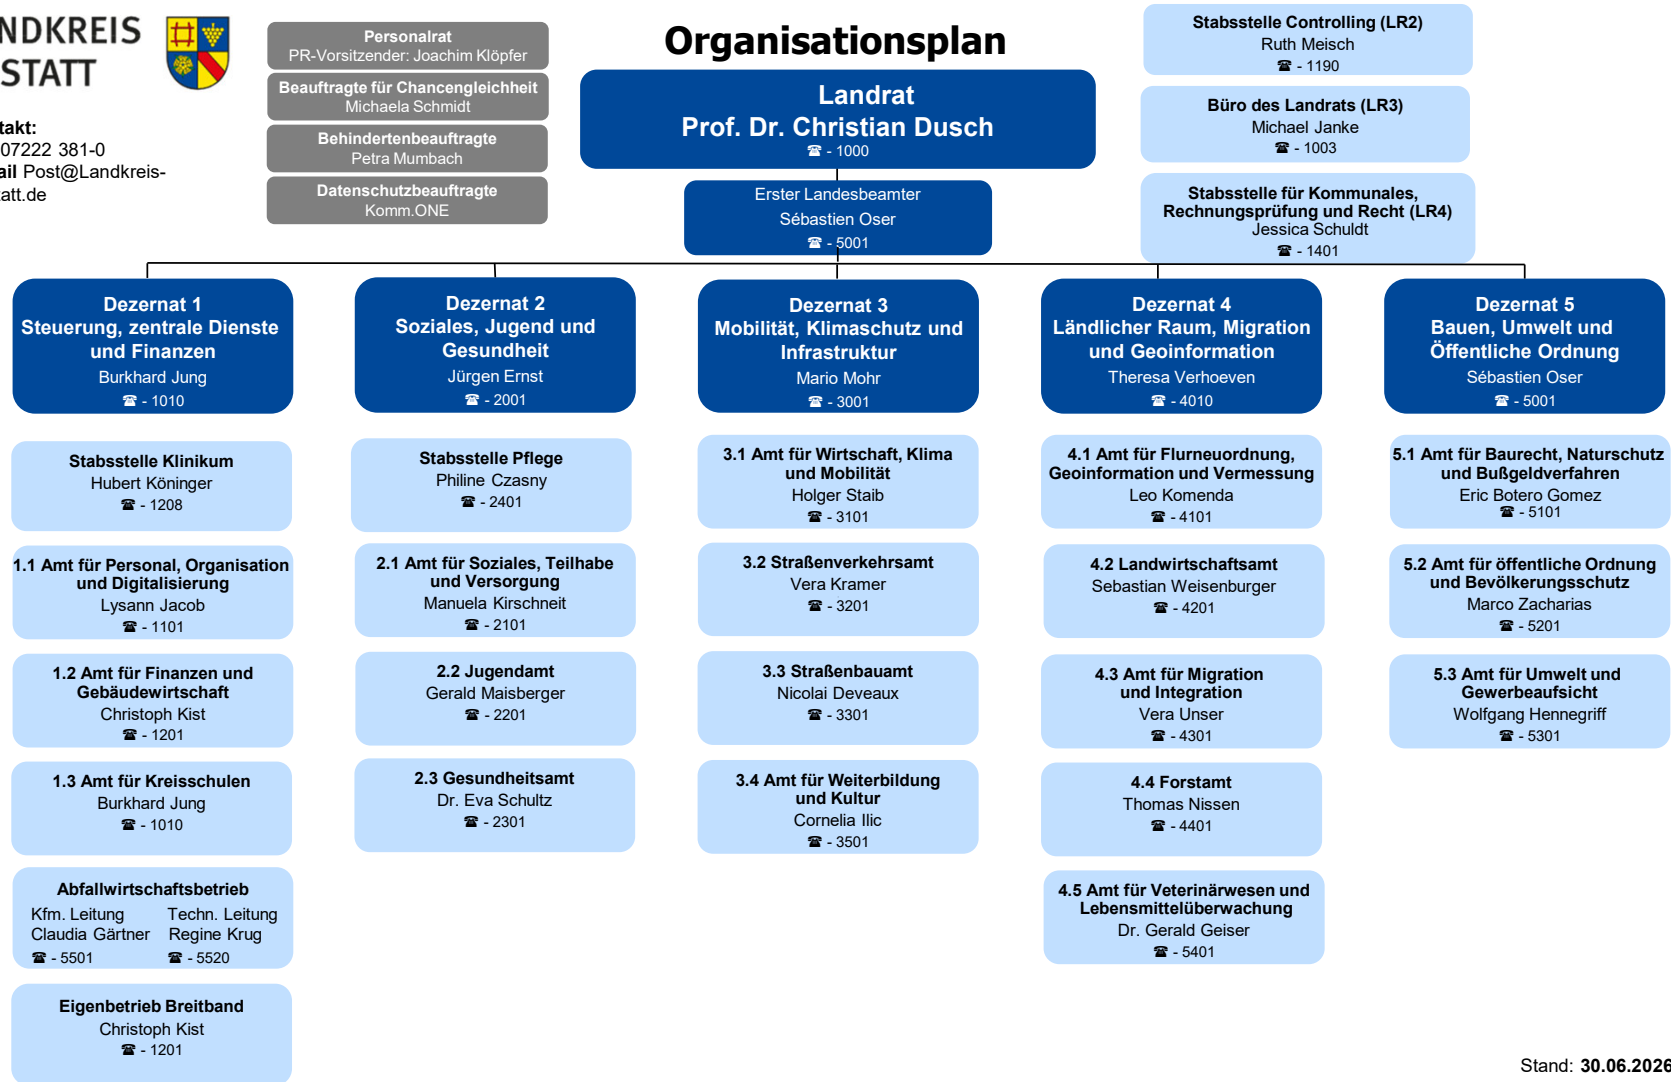 NDKREIS
STATT
takt:
07222 381-0
ail Post@Landkreis-
tatt.de
Personalrat
PR-Vorsitzender: Joachim Klöpfer
Beauftragte für Chancengleichheit
Michaela Schmidt
Behindertenbeauftragte
Petra Mumbach
Datenschutzbeauftragte
Komm.ONE
Organisationsplan
Landrat
Prof. Dr. Christian Dusch
☎ - 1000
Erster Landesbeamter
Sébastien Oser
☎ - 5001
Stabsstelle Controlling (LR2)
Ruth Meisch
☎ - 1190
Büro des Landrats (LR3)
Michael Janke
☎ - 1003
Stabsstelle für Kommunales,
Rechnungsprüfung und Recht (LR4)
Jessica Schuldt
☎ - 1401
Dezernat 1
Steuerung, zentrale Dienste
und Finanzen
Burkhard Jung
☎ - 1010
Stabsstelle Klinikum
Hubert Köninger
☎ - 1208
1.1 Amt für Personal, Organisation
und Digitalisierung
Lysann Jacob
☎ - 1101
1.2 Amt für Finanzen und
Gebäudewirtschaft
Christoph Kist
☎ - 1201
1.3 Amt für Kreisschulen
Burkhard Jung
☎ - 1010
Abfallwirtschaftsbetrieb
Kfm. Leitung Techn. Leitung
Claudia Gärtner Regine Krug
☎ - 5501 ☎ - 5520
Eigenbetrieb Breitband
Christoph Kist
☎ - 1201
Dezernat 2
Soziales, Jugend und
Gesundheit
Jürgen Ernst
☎ - 2001
Stabsstelle Pflege
Philine Czasny
☎ - 2401
2.1 Amt für Soziales, Teilhabe
und Versorgung
Manuela Kirschneit
☎ - 2101
2.2 Jugendamt
Gerald Maisberger
☎ - 2201
2.3 Gesundheitsamt
Dr. Eva Schultz
☎ - 2301
Dezernat 3
Mobilität, Klimaschutz und
Infrastruktur
Mario Mohr
☎ - 3001
3.1 Amt für Wirtschaft, Klima
und Mobilität
Holger Staib
☎ - 3101
3.2 Straßenverkehrsamt
Vera Kramer
☎ - 3201
3.3 Straßenbauamt
Nicolai Deveaux
☎ - 3301
3.4 Amt für Weiterbildung
und Kultur
Cornelia Ilic
☎ - 3501
Dezernat 4
Ländlicher Raum, Migration
und Geoinformation
Theresa Verhoeven
☎ - 4010
4.1 Amt für Flurneuordnung,
Geoinformation und Vermessung
Leo Komenda
☎ - 4101
4.2 Landwirtschaftsamt
Sebastian Weisenburger
☎ - 4201
4.3 Amt für Migration
und Integration
Vera Unser
☎ - 4301
4.4 Forstamt
Thomas Nissen
☎ - 4401
4.5 Amt für Veterinärwesen und
Lebensmittelüberwachung
Dr. Gerald Geiser
☎ - 5401
Dezernat 5
Bauen, Umwelt und
Öffentliche Ordnung
Sébastien Oser
☎ - 5001
5.1 Amt für Baurecht, Naturschutz
und Bußgeldverfahren
Eric Botero Gomez
☎ - 5101
5.2 Amt für öffentliche Ordnung
und Bevölkerungsschutz
Marco Zacharias
☎ - 5201
5.3 Amt für Umwelt und
Gewerbeaufsicht
Wolfgang Hennegriff
☎ - 5301
Stand: 30.06.2026